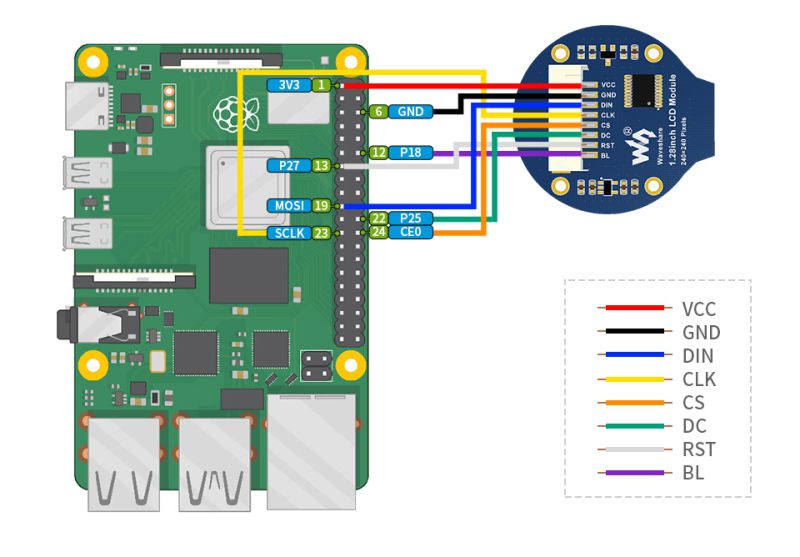 3V3 1
6 GND
12 P18
P27 13
MOSI 19
22 P25
SCLK 23
24 CE0
VCC
GND
DIN
CLK
CS
DC
RST
BL
Waveshare
1.28inch LCD Module
240×240 Pixels
VCC
GND
DIN
CLK
CS
DC
RST
BL